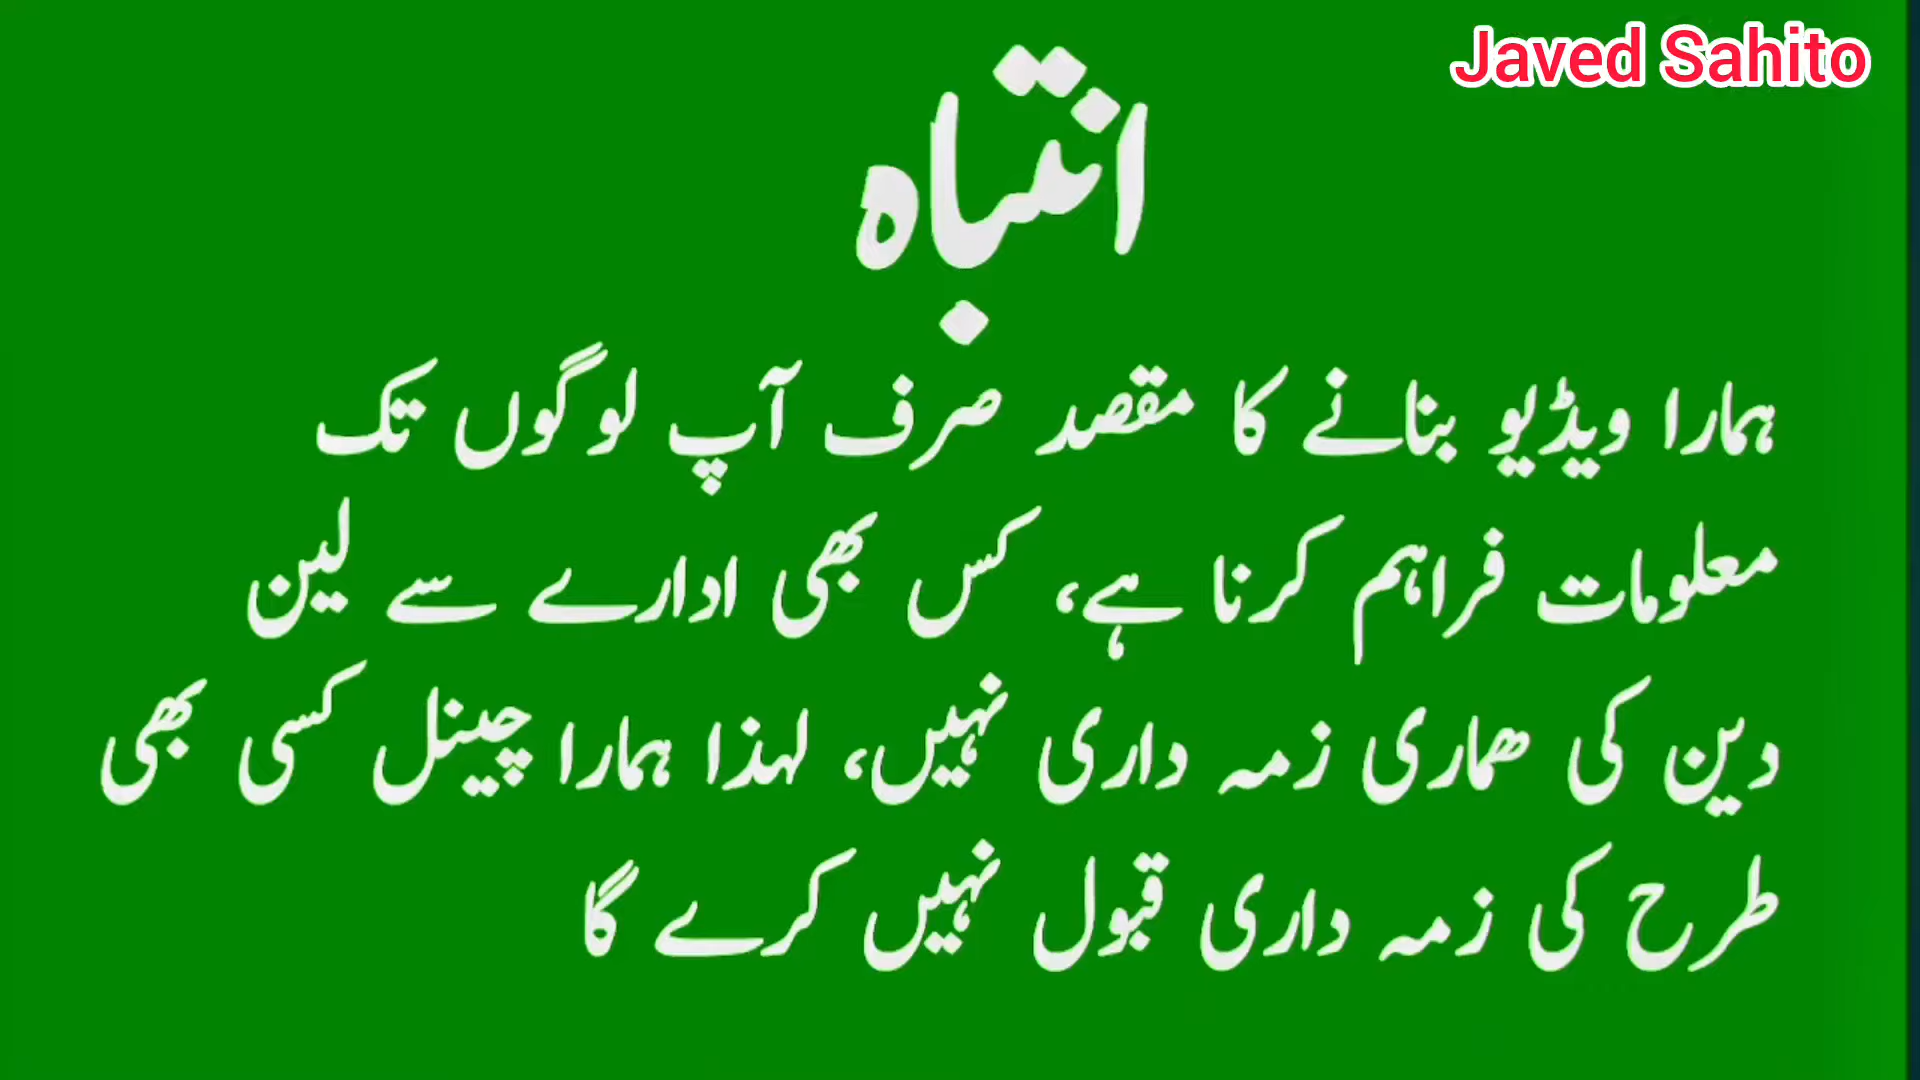 Javed Sahito
انتباہ
ہمارا ویڈیو بنانے کا مقصد صرف آپ لوگوں تک
معلومات فراہم کرنا ہے، کس بھی ادارے سے لین
دین کی ھماری زمہ داری نہیں، لہذا ہمارا چینل کسی بھی
طرح کی زمہ داری قبول نہیں کرے گا